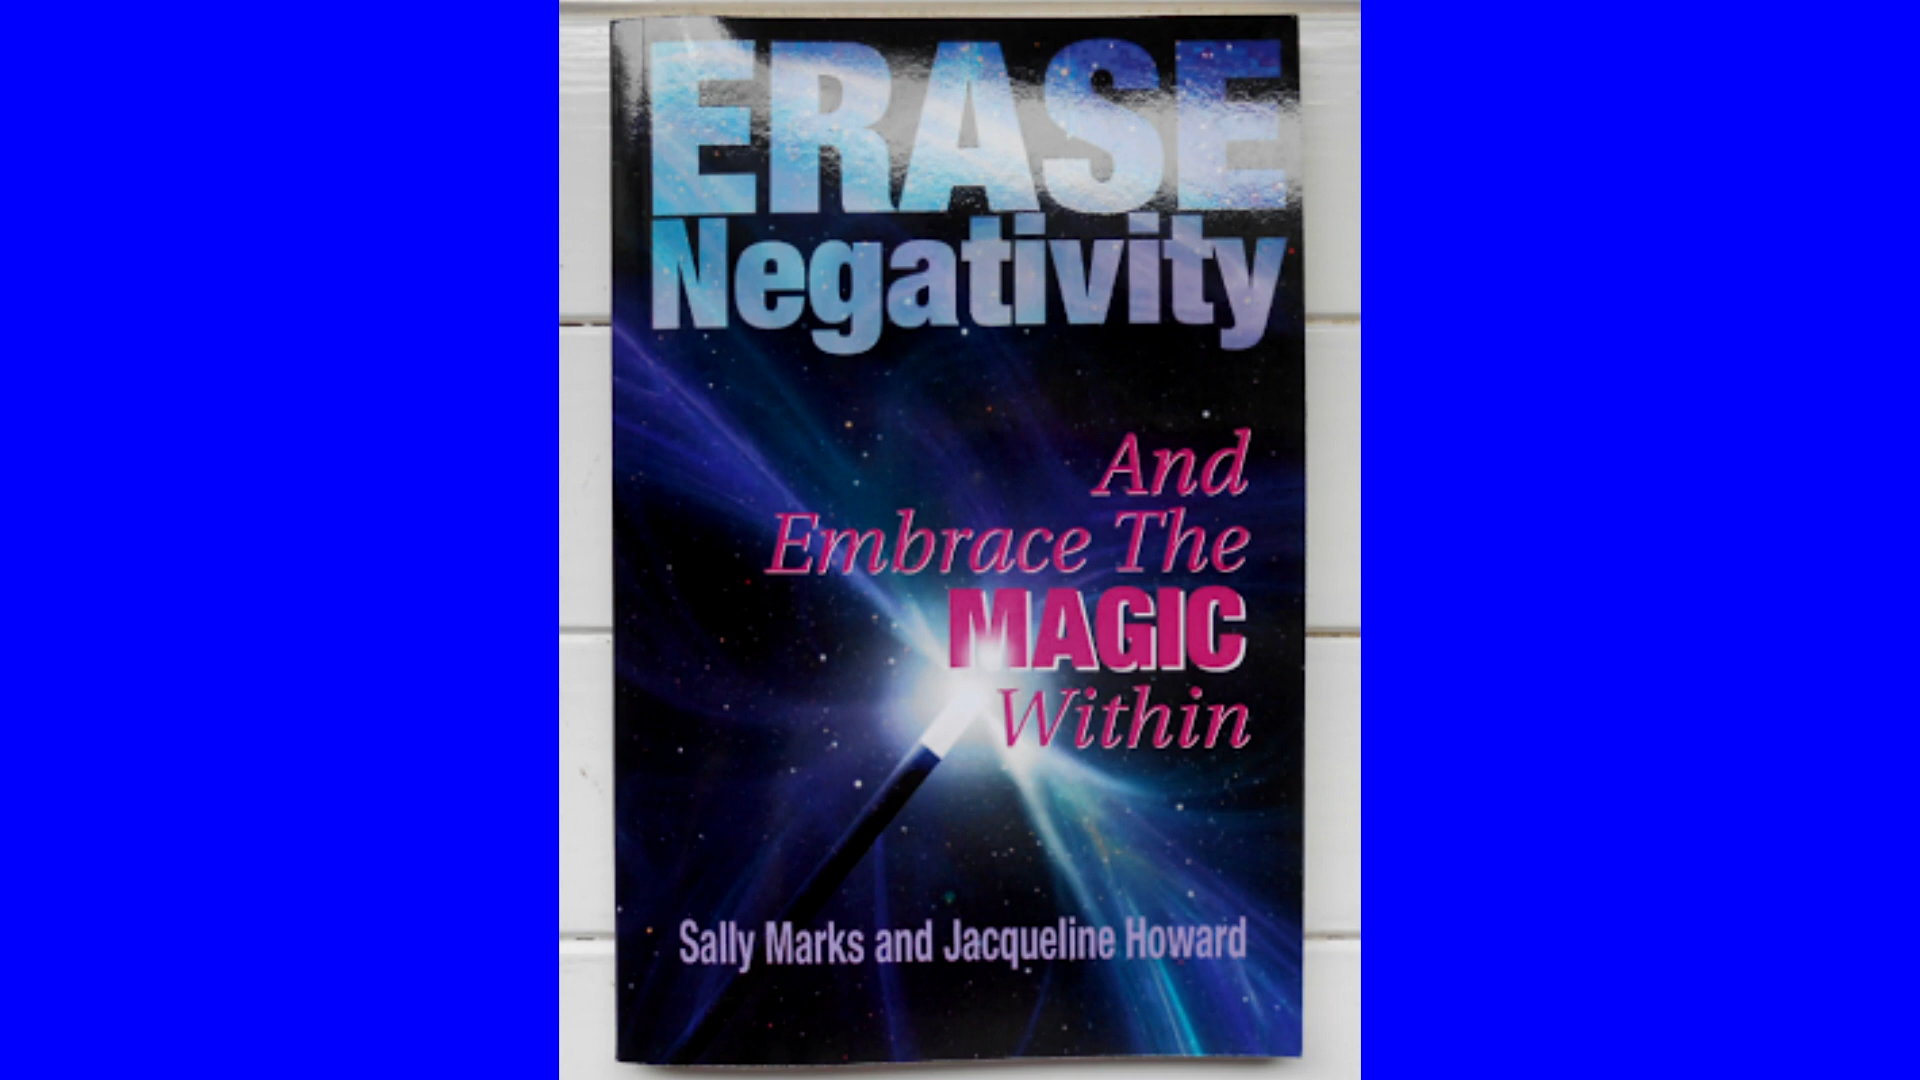 ERASE
Negativity
And
Embrace The
MAGIC
Within
Sally Marks and Jacqueline Howard